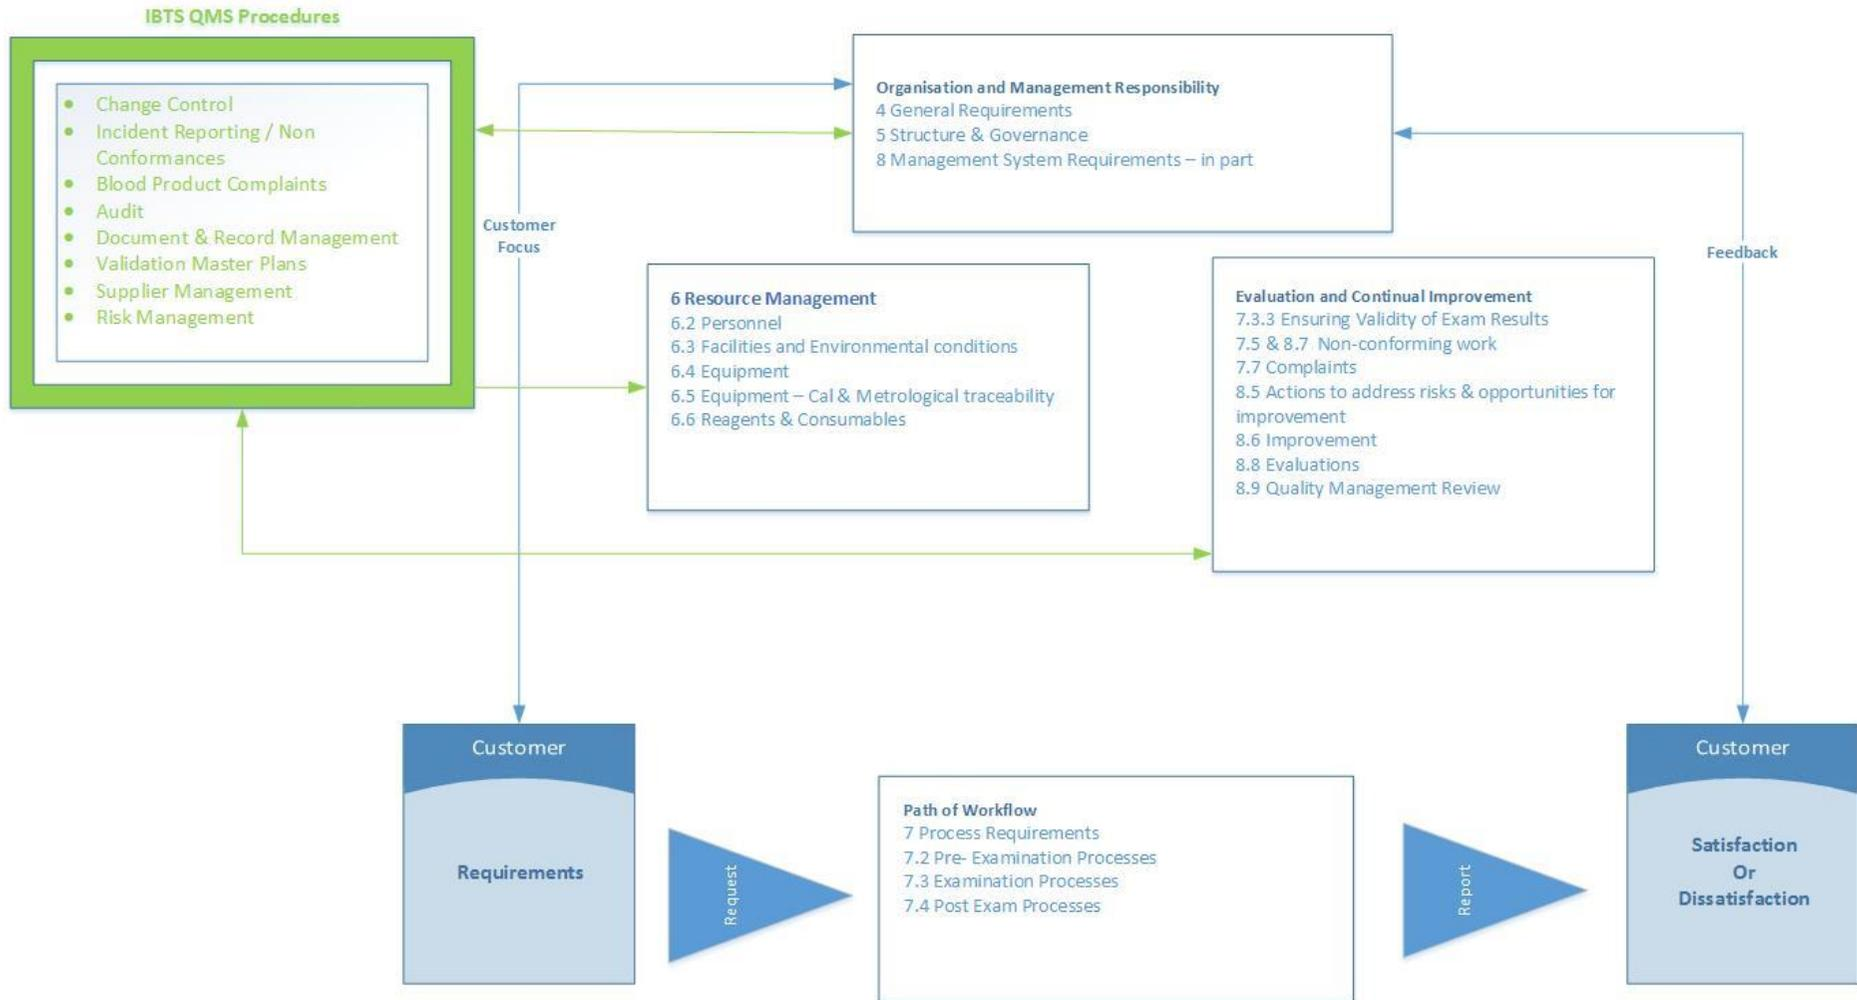 IBTS QMS Procedures
• Change Control
• Incident Reporting / Non
Conformances
• Blood Product Complaints
• Audit
• Document & Record Management
• Validation Master Plans
• Supplier Management
• Risk Management
Organisation and Management Responsibility
4 General Requirements
5 Structure & Governance
8 Management System Requirements – in part
Customer
Focus
Feedback
6 Resource Management
6.2 Personnel
6.3 Facilities and Environmental conditions
6.4 Equipment
6.5 Equipment – Cal & Metrological traceability
6.6 Reagents & Consumables
Evaluation and Continual Improvement
7.3.3 Ensuring Validity of Exam Results
7.5 & 8.7 Non-conforming work
7.7 Complaints
8.5 Actions to address risks & opportunities for
improvement
8.6 Improvement
8.8 Evaluations
8.9 Quality Management Review
Customer
Requirements
Request
Path of Workflow
7 Process Requirements
7.2 Pre- Examination Processes
7.3 Examination Processes
7.4 Post Exam Processes
Report
Customer
Satisfaction
Or
Dissatisfaction